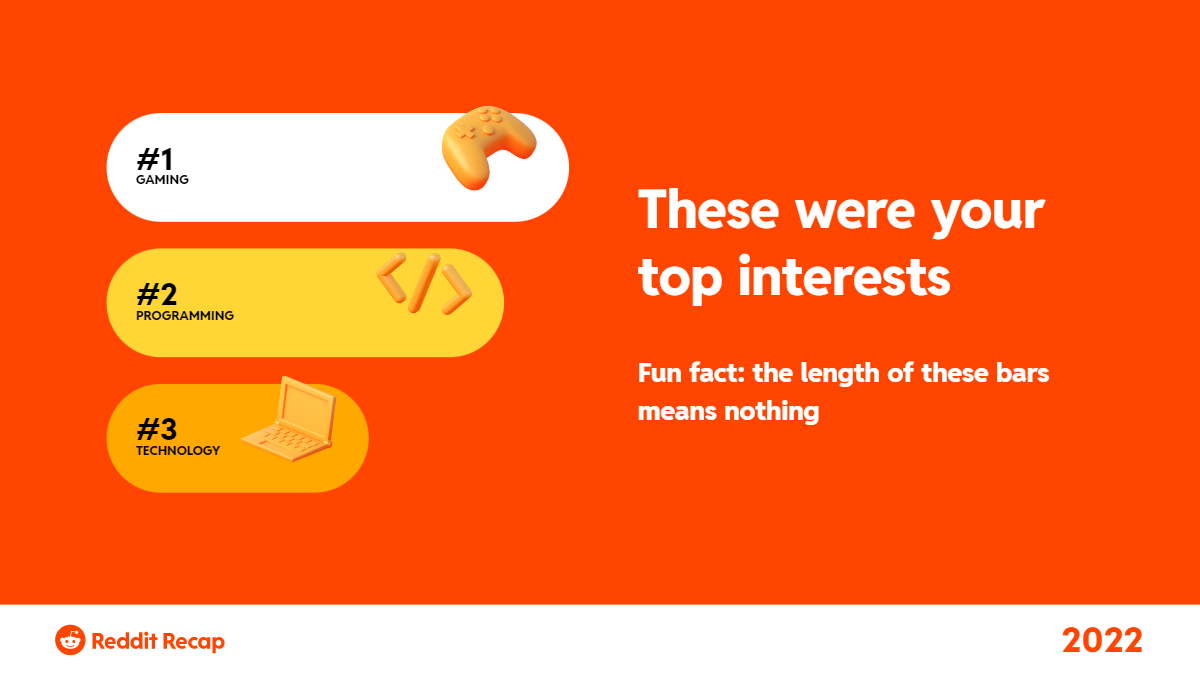 #1
GAMING
#2
PROGRAMMING
#3
TECHNOLOGY
These were your
top interests
Fun fact: the length of these bars
means nothing
Reddit Recap
2022